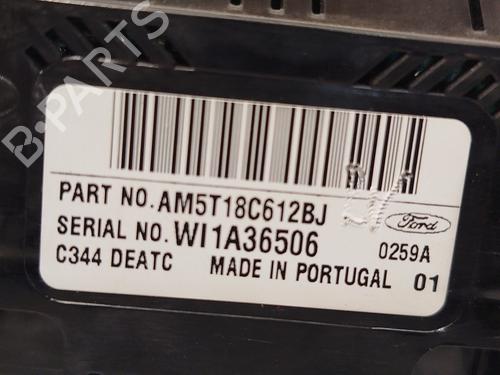 B-PARTS
PART NO. AM5T18C612BJ
SERIAL NO. WI1A36506
Ford
0259A
C344 DEATC MADE IN PORTUGAL 01